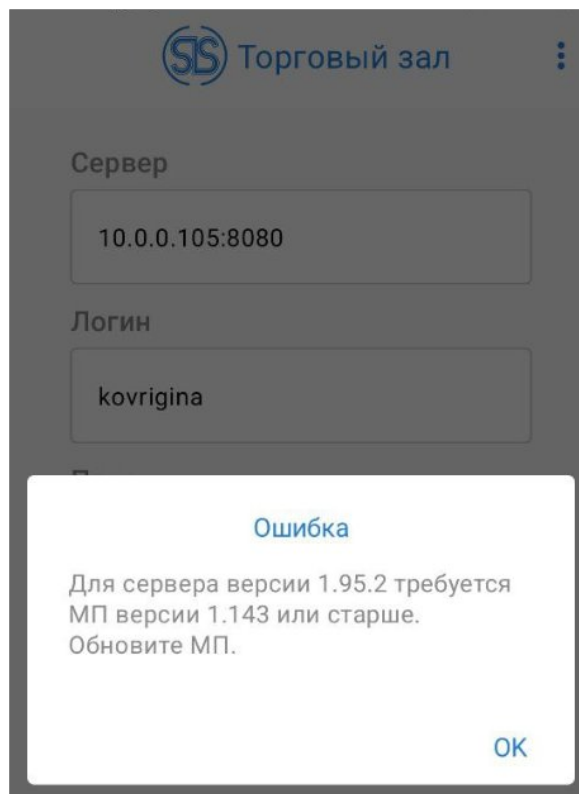 SLS Торговый зал
Сервер
10.0.0.105:8080
Логин
kovrigina
Ошибка
Для сервера версии 1.95.2 требуется
МП версии 1.143 или старше.
Обновите МП.
OK